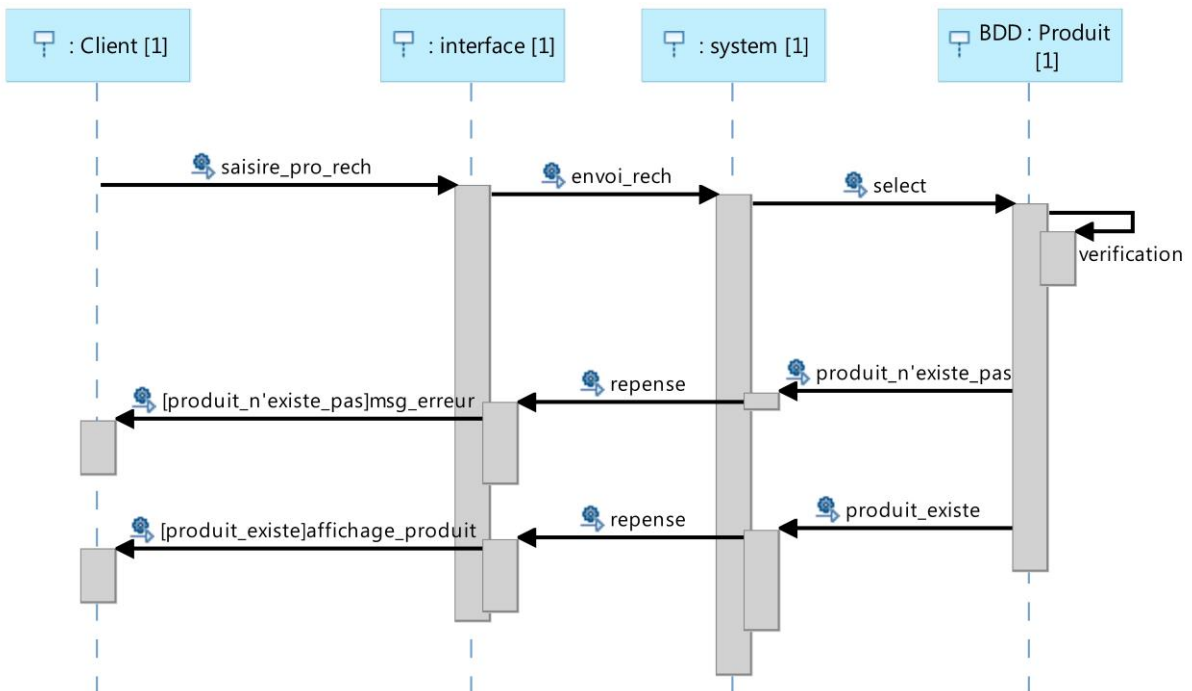 : Client [1]
: interface [1]
: system [1]
BDD : Produit
[1]
saisire_pro_rech
envoi_rech
select
verification
produit_n'existe_pas
repense
[produit_n'existe_pas]msg_erreur
produit_existe
repense
[produit_existe]affichage_produit